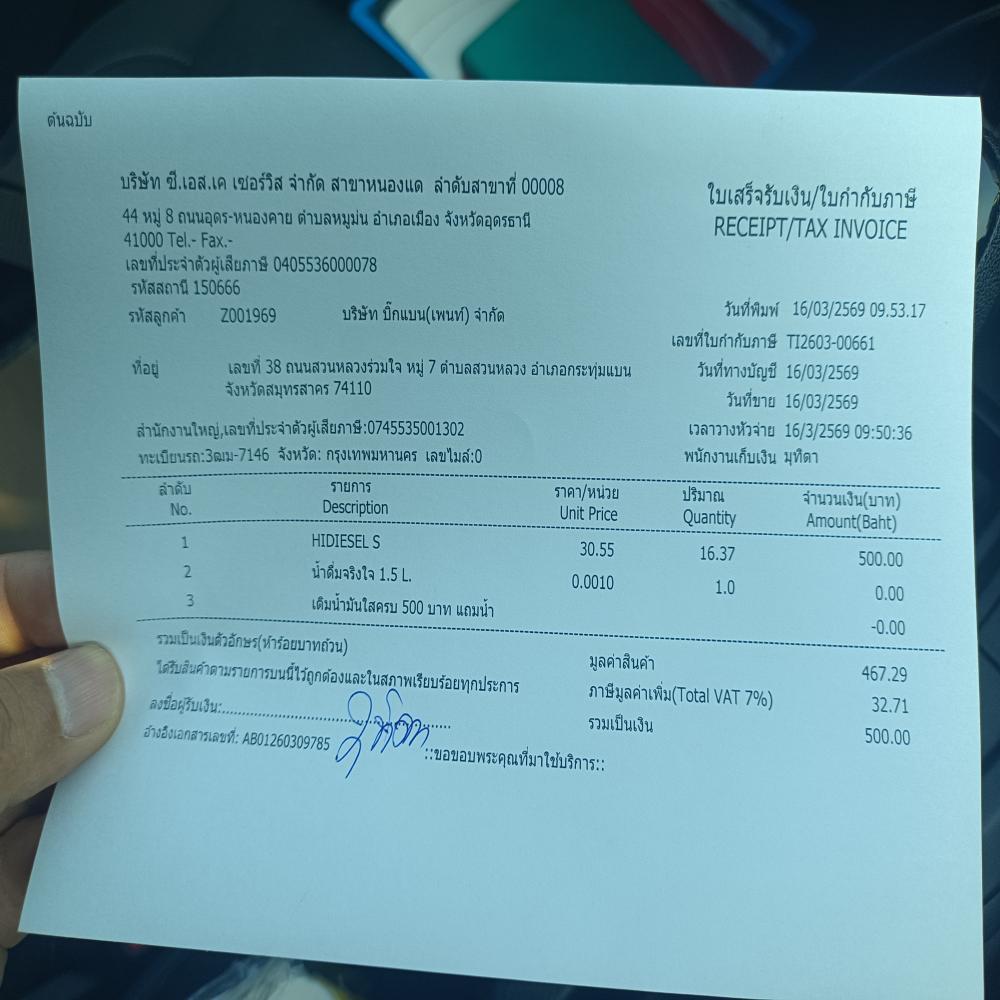 ต้นฉบับ
บริษัท ซี.เอส.เค เซอร์วิส จำกัด สาขาหนองแด ลำดับสาขาที่ 00008
44 หมู่ 8 ถนนอุดร-หนองคาย ตำบลหมูม่น อำเภอเมือง จังหวัดอุดรธานี
41000 Tel.- Fax.-
เลขที่ประจำตัวผู้เสียภาษี 0405536000078
รหัสสถานี 150666
ใบเสร็จรับเงิน/ใบกำกับภาษี
RECEIPT/TAX INVOICE
รหัสลูกค้า Z001969 บริษัท บิ๊กแบน(เพนท์) จำกัด
วันที่พิมพ์ 16/03/2569 09.53.17
เลขที่ใบกำกับภาษี TI2603-00661
ที่อยู่ เลขที่ 38 ถนนสวนหลวงร่วมใจ หมู่ 7 ตำบลสวนหลวง อำเภอกระทุ่มแบน
จังหวัดสมุทรสาคร 74110
วันที่ทางบัญชี 16/03/2569
วันที่ขาย 16/03/2569
สำนักงานใหญ่,เลขที่ประจำตัวผู้เสียภาษี:0745535001302
เวลาวางหัวจ่าย 16/3/2569 09:50:36
ทะเบียนรถ:3ฒม-7146 จังหวัด: กรุงเทพมหานคร เลขไมล์:0
พนักงานเก็บเงิน มุทิตา
ลำดับ รายการ ราคา/หน่วย ปริมาณ จำนวนเงิน(บาท)
No. Description Unit Price Quantity Amount(Baht)
1 HIDIESEL S 30.55 16.37 500.00
2 น้ำดื่มจริงใจ 1.5 L. 0.0010 1.0 0.00
3 เติมน้ำมันใสครบ 500 บาท แถมน้ำ -0.00
รวมเป็นเงินตัวอักษร(ห้าร้อยบาทถ้วน)
มูลค่าสินค้า 467.29
ได้รับสินค้าตามรายการบนนี้ไว้ถูกต้องและในสภาพเรียบร้อยทุกประการ
ภาษีมูลค่าเพิ่ม(Total VAT 7%) 32.71
ลงชื่อผู้รับเงิน:
รวมเป็นเงิน 500.00
อ้างอิงเอกสารเลขที่: AB01260309785
::ขอขอบพระคุณที่มาใช้บริการ::